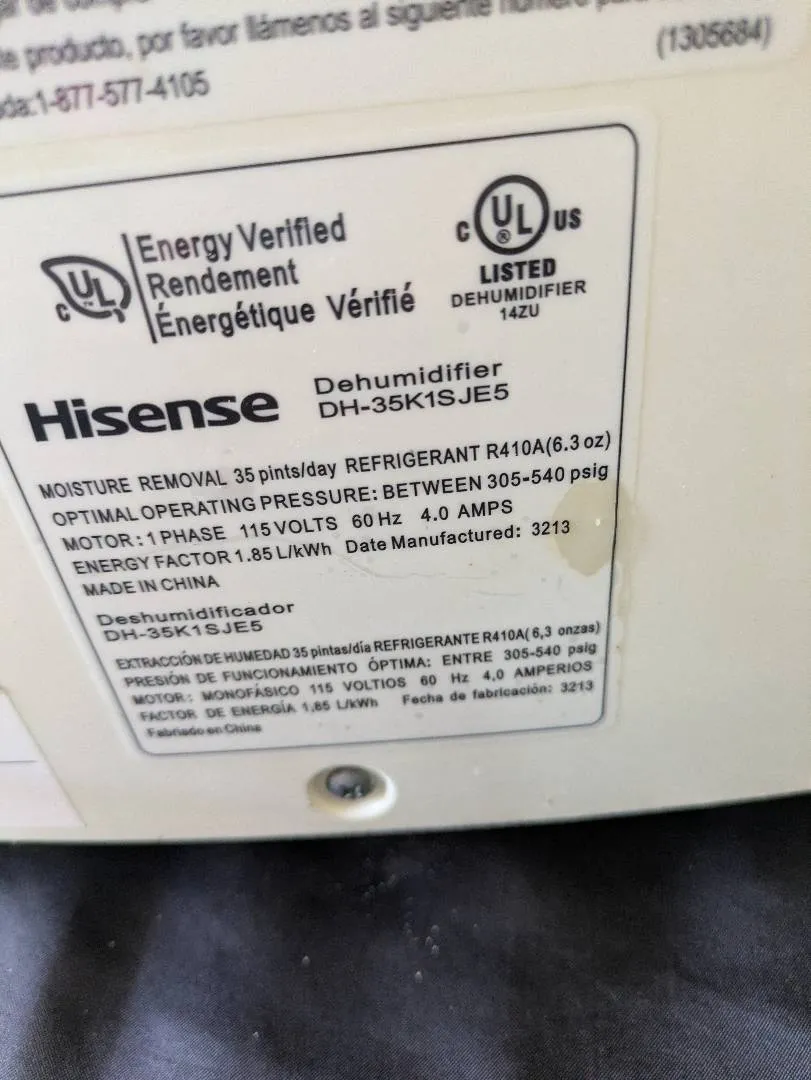 producto, por favor llámenos al siguiente número
(1305684)
1-877-577-4105
UL
C
Energy Verified
Rendement
Énergétique Vérifié
C UL US
®
LISTED
DEHUMIDIFIER
14ZU
Hisense
Dehumidifier
DH-35K1SJE5
MOISTURE REMOVAL 35 pints/day REFRIGERANT R410A(6.3 oz)
OPTIMAL OPERATING PRESSURE: BETWEEN 305-540 psig
MOTOR: 1 PHASE 115 VOLTS 60 Hz 4.0 AMPS
ENERGY FACTOR 1.85 L/kWh Date Manufactured: 3213
MADE IN CHINA
Deshumidificador
DH-35K1SJE5
EXTRACCIÓN DE HUMEDAD 35 pintas/día REFRIGERANTE R410A( 6,3 onzas)
PRESIÓN DE FUNCIONAMIENTO ÓPTIMA: ENTRE 305-540 psig
MOTOR: MONOFÁSICO 115 VOLTIOS 60 Hz 4,0 AMPERIOS
FACTOR DE ENERGÍA 1,85 L/kWh Fecha de fabricación: 3213
Fabriado en China